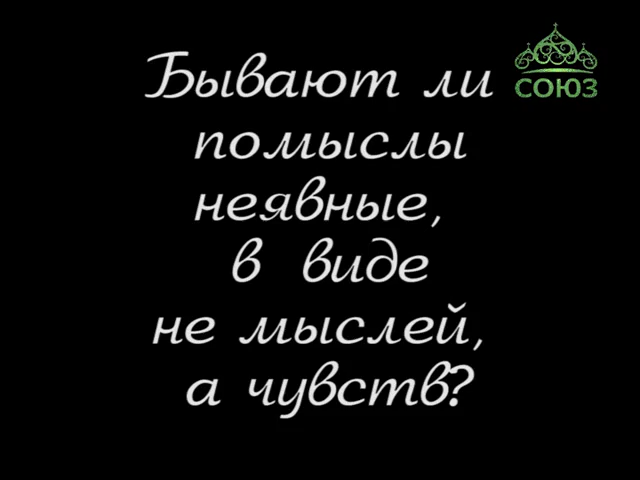 Бывают ли
СОЮЗ
помыслы
неявные,
в виде
не мыслей,
а чувств?